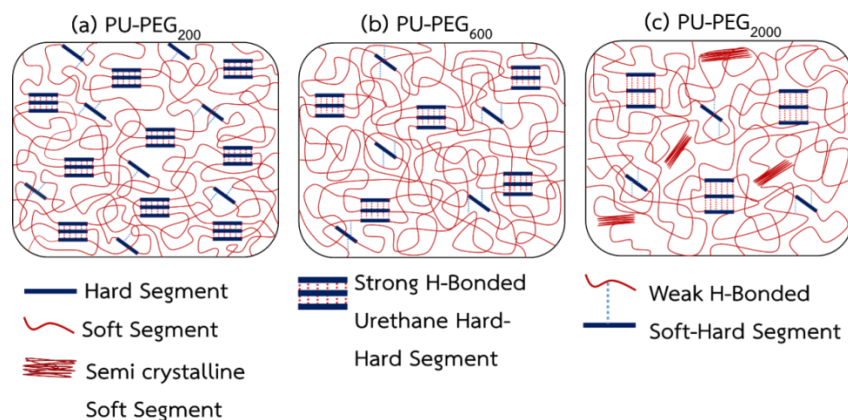 (a) PU-PEG200
(b) PU-PEG600
(c) PU-PEG2000
Hard Segment
Soft Segment
Semi crystalline
Soft Segment
Strong H-Bonded
Urethane Hard-
Hard Segment
Weak H-Bonded
Soft-Hard Segment